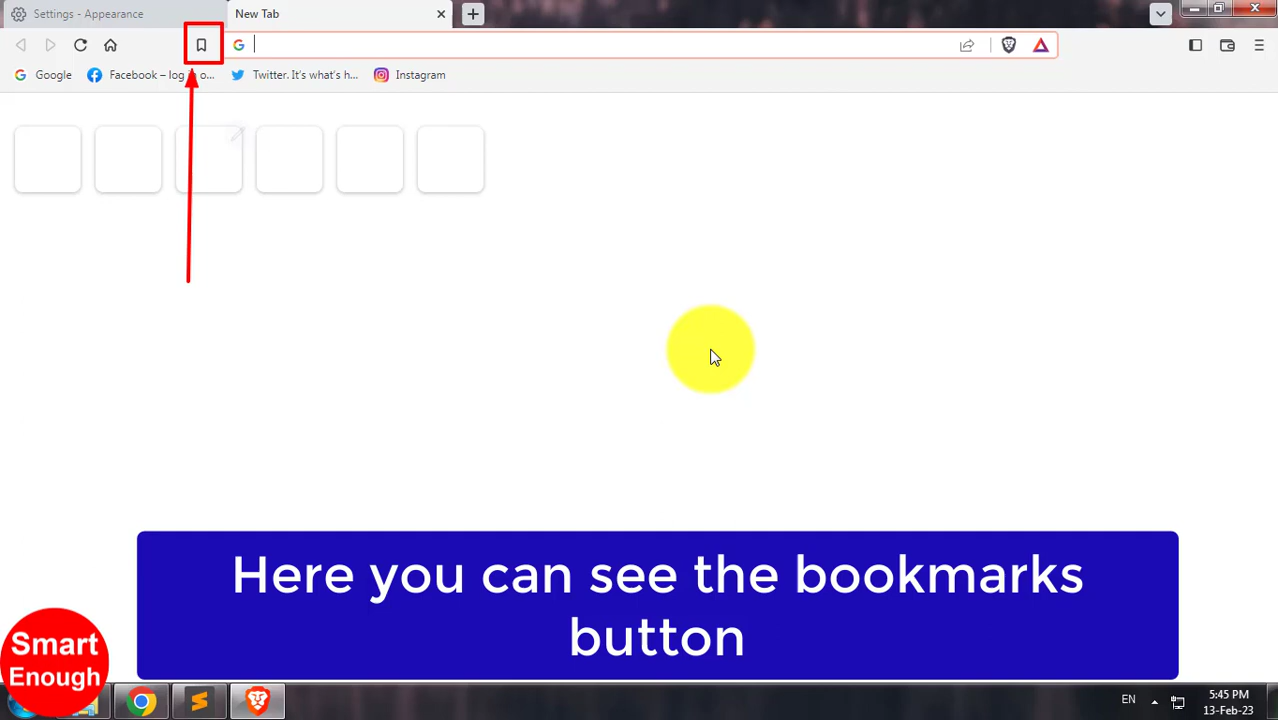 Settings - Appearance
New Tab
Google
Facebook – log in o...
Twitter. It's what's h...
Instagram
Here you can see the bookmarks
button
Smart
Enough
EN
5:45 PM
13-Feb-23